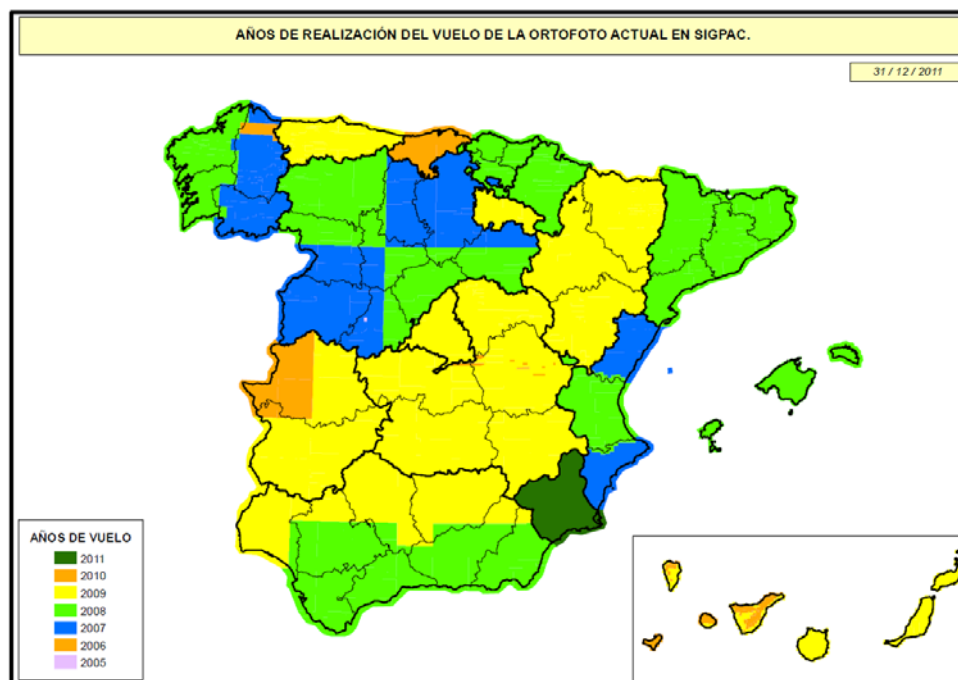 AÑOS DE REALIZACIÓN DEL VUELO DE LA ORTOFOTO ACTUAL EN SIGPAC.
31 / 12 / 2011
AÑOS DE VUELO
2011
2010
2009
2008
2007
2006
2005